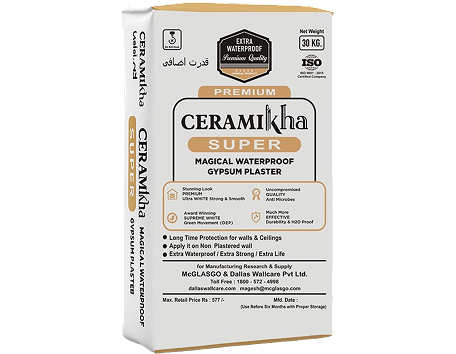 EXTRA
WATERPROOF
Premium Quality
Net Weight
30 KG.
ISO
ISO 9001 : 2015
Certified Company
PREMIUM
CERAMIkha
SUPER
MAGICAL WATERPROOF
GYPSUM PLASTER
Stunning Look
PREMIUM
Ultra WHITE Strong & Smooth
Uncompromised
QUALITY
Anti Microbes
Award Winning
SUPREME WHITE
Green Movement (OEP)
Much More
EFFECTIVE
Durability & H2O Proof
Long Time Protection for walls & Ceilings
Apply it on Non Plastered wall
Extra Waterproof / Extra Strong / Extra Life
for Manufacturing Research & Supply
McGLASGO & Dallas Wallcare Pvt Ltd.
Toll Free : 1800 - 572 - 4998
dallaswallcare.com magesh@mcglasgo.com
Max. Retail Price Rs : 577 /-
Mfd. Date :
(Use Before Six Months with Proper Storage)
CERAMIkha
SUPER
MAGICAL WATERPROOF
GYPSUM PLASTER
CERAMIkha